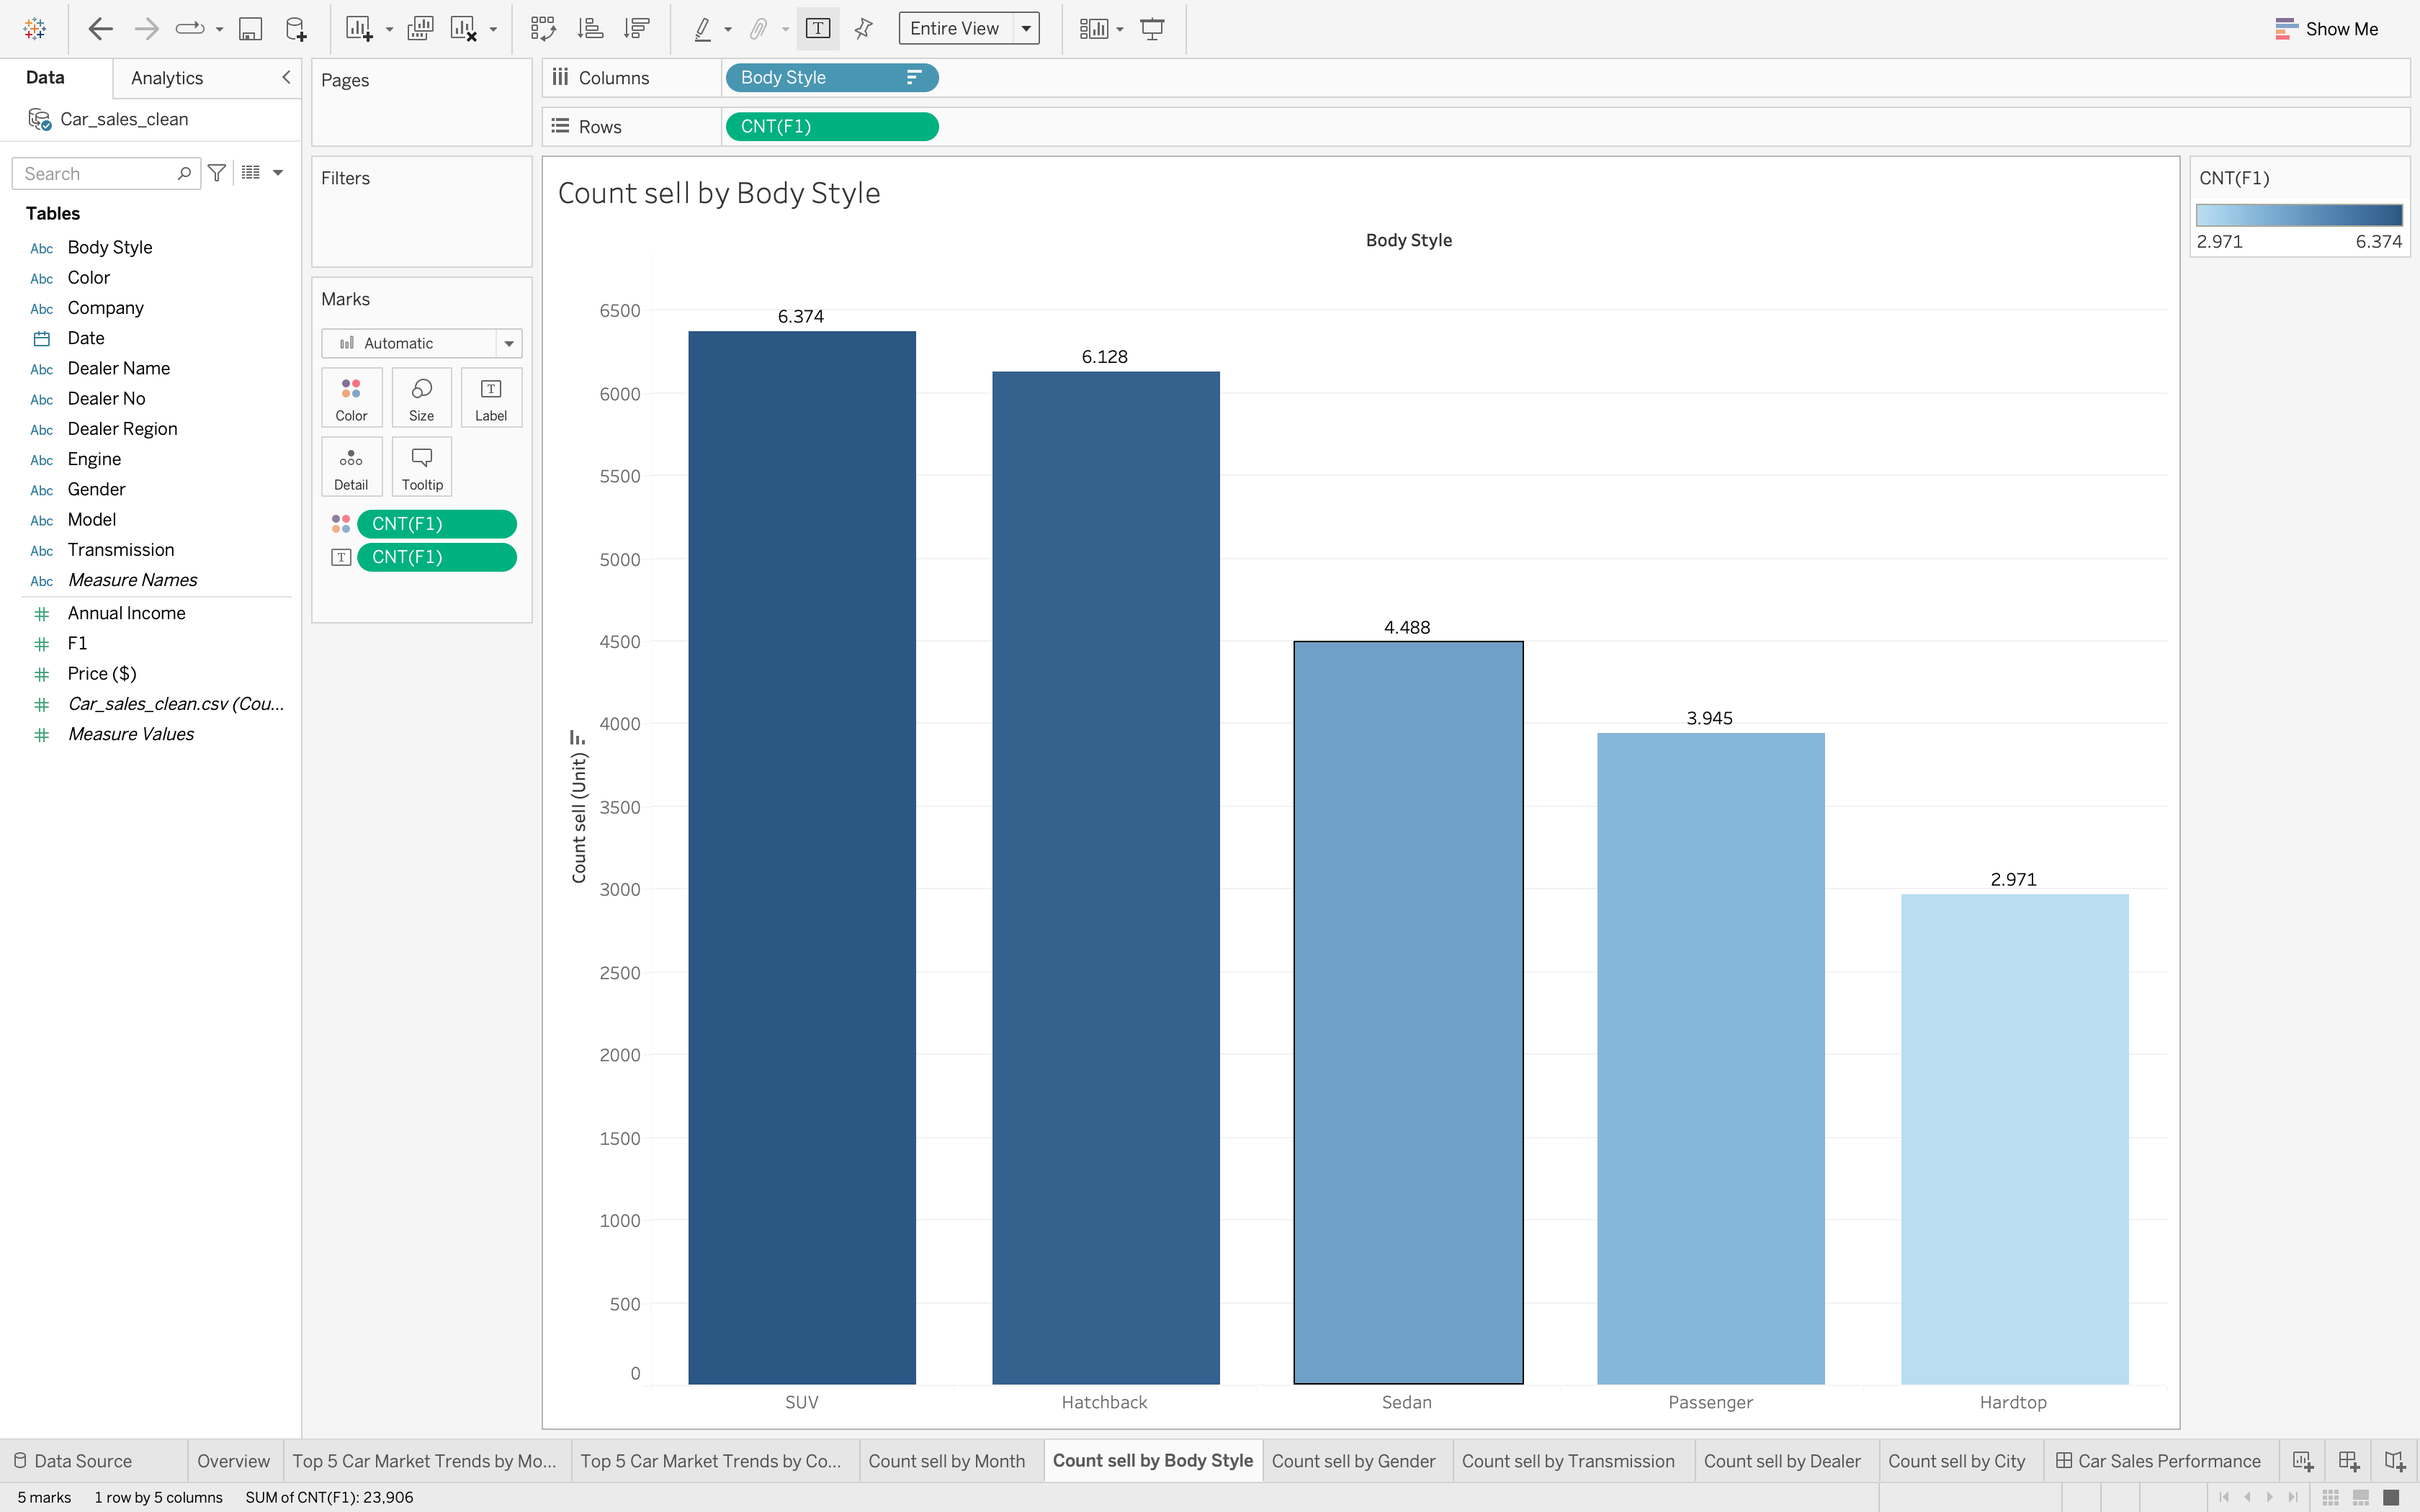 Entire View
Show Me
Data
Analytics
Car_sales_clean
Search
Tables
Abc Body Style
Abc Color
Abc Company
Date
Abc Dealer Name
Abc Dealer No
Abc Dealer Region
Abc Engine
Abc Gender
Abc Model
Abc Transmission
Abc Measure Names
Annual Income
F1
Price ($)
Car_sales_clean.csv (Cou...
Measure Values
Pages
Filters
Marks
Automatic
Color Size Label
Detail Tooltip
CNT(F1)
T CNT(F1)
Columns Body Style
Rows CNT(F1)
Count sell by Body Style
Body Style
6500
6000
5500
5000
4500
4000
3500
3000
2500
2000
1500
1000
500
0
Count sell (Unit)
6.374
6.128
4.488
3.945
2.971
SUV Hatchback Sedan Passenger Hardtop
CNT(F1)
2.971 6.374
Data Source Overview Top 5 Car Market Trends by Mo... Top 5 Car Market Trends by Co... Count sell by Month Count sell by Body Style Count sell by Gender Count sell by Transmission Count sell by Dealer Count sell by City Car Sales Performance
5 marks 1 row by 5 columns SUM of CNT(F1): 23,906